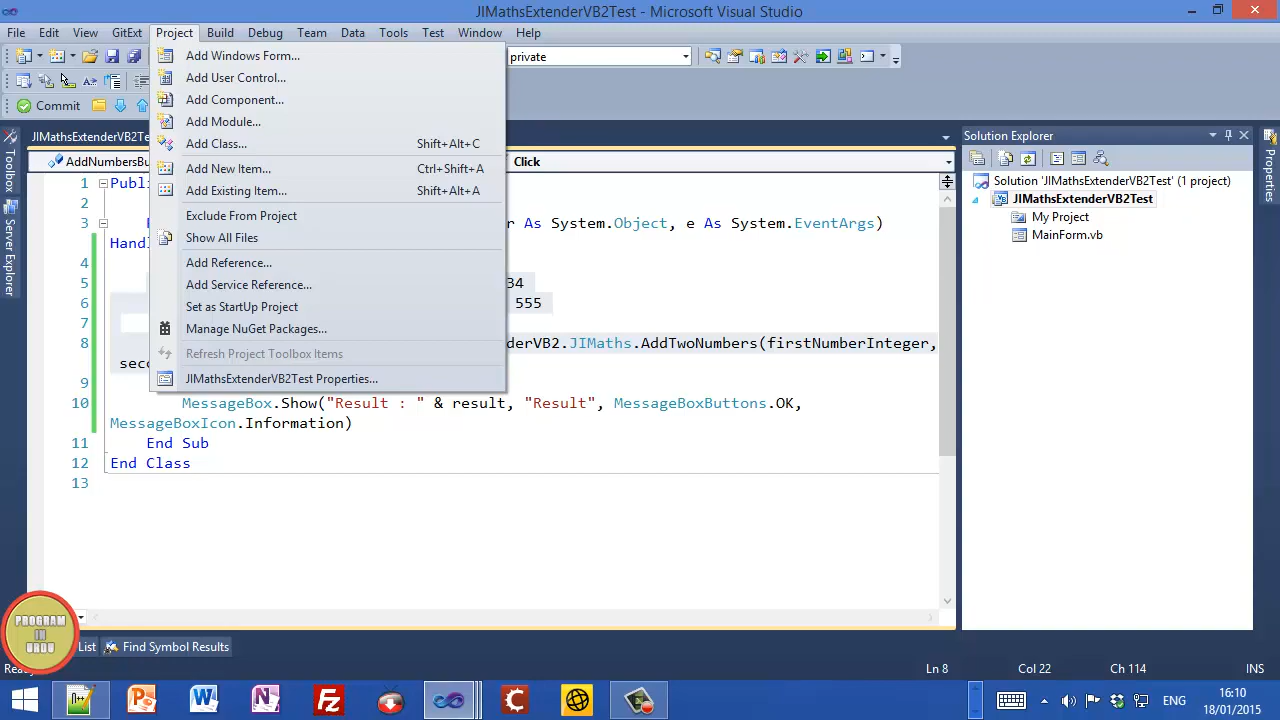 JIMathsExtenderVB2Test - Microsoft Visual Studio
File Edit View GitExt Project Build Debug Team Data Tools Test Window Help
private
Commit
Add Windows Form...
Add User Control...
Add Component...
Add Module...
Add Class... Shift+Alt+C
Add New Item... Ctrl+Shift+A
Add Existing Item... Shift+Alt+A
Exclude From Project
Show All Files
Add Reference...
Add Service Reference...
Set as StartUp Project
Manage NuGet Packages...
Refresh Project Toolbox Items
JIMathsExtenderVB2Test Properties...
Toolbox
Server Explorer
Click
1
2
3 As System.Object, e As System.EventArgs)
4
5 34
6 555
7
8 JIMaths.AddTwoNumbers(firstNumberInteger,
9
10 MessageBox.Show("Result : " & result, "Result", MessageBoxButtons.OK,
MessageBoxIcon.Information)
11 End Sub
12 End Class
13
Solution Explorer
Solution 'JIMathsExtenderVB2Test' (1 project)
JIMathsExtenderVB2Test
My Project
MainForm.vb
Properties
PROGRAM
IN
URDU
List Find Symbol Results
Ln 8 Col 22 Ch 114 INS
ENG
16:10
18/01/2015